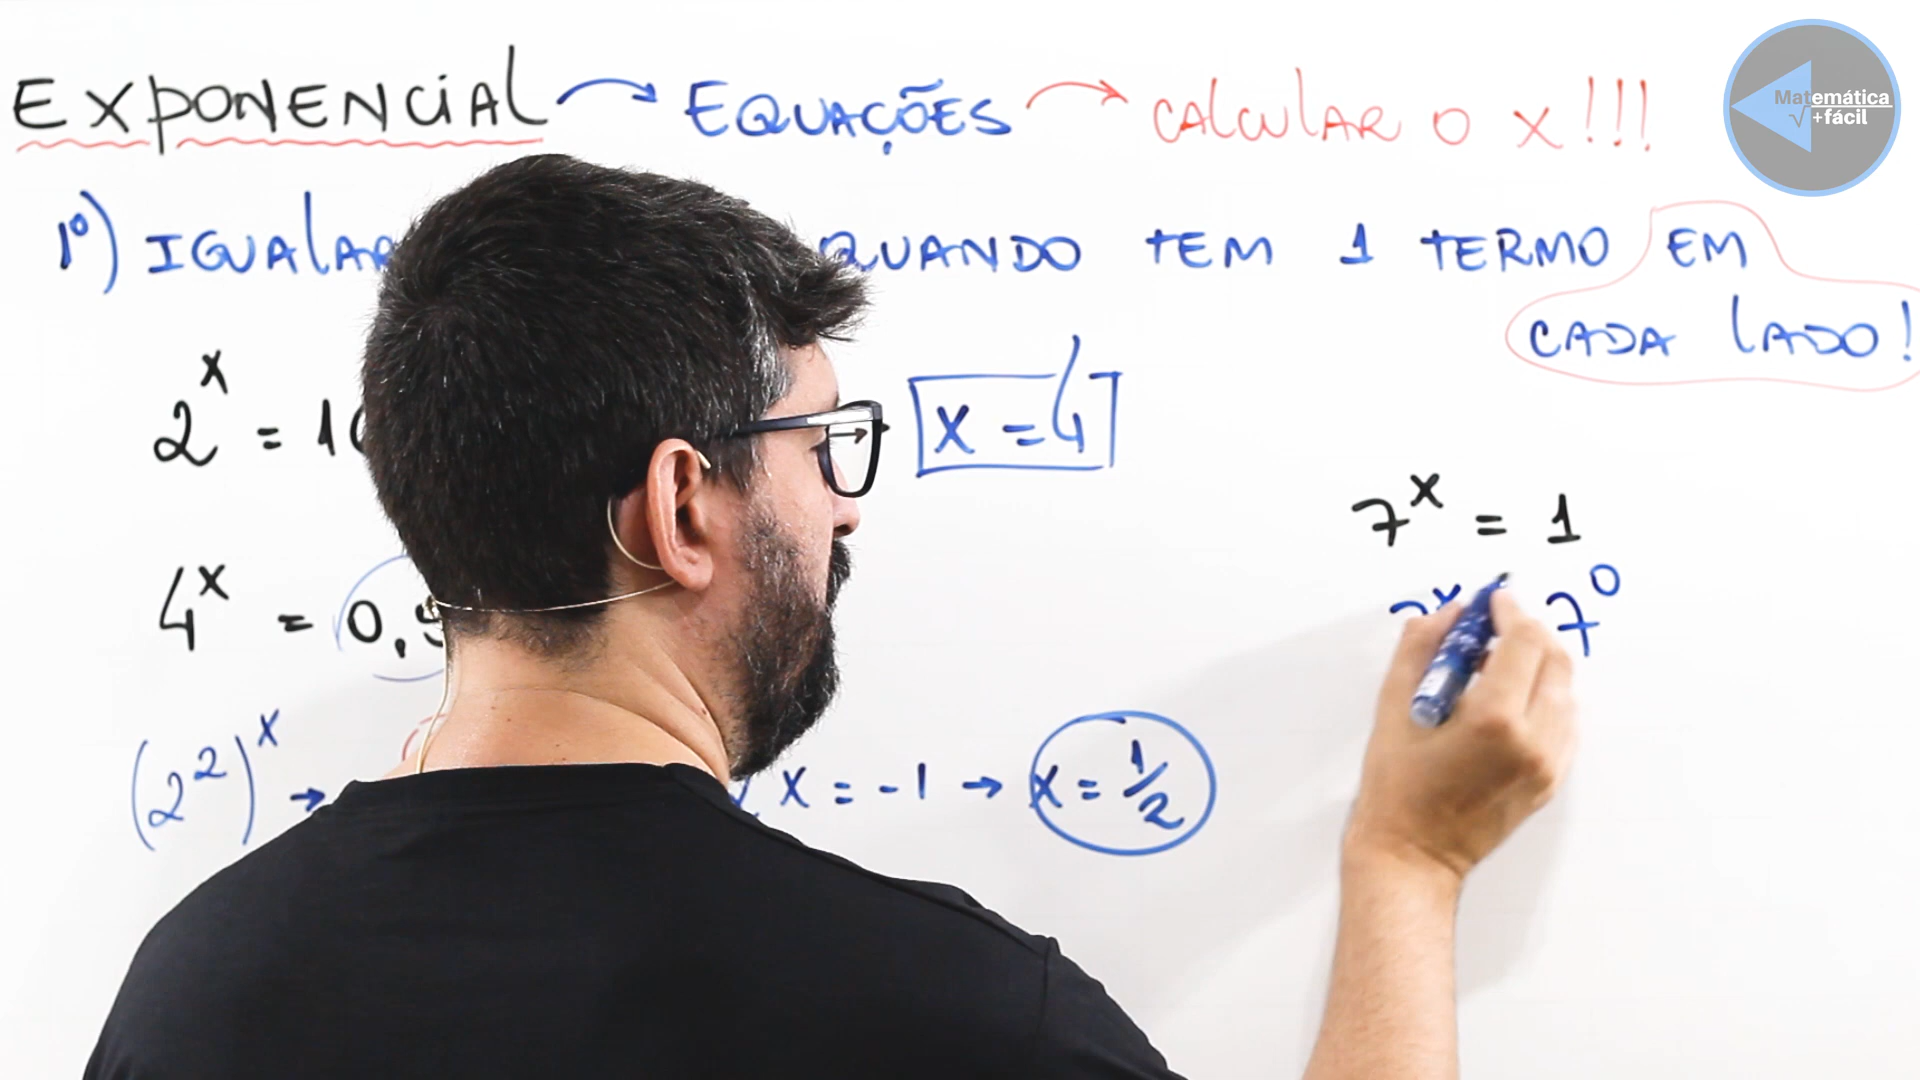 EXPONENCIAL → EQUAÇÕES → CALCULAR O X!!!
Matemática
√ +fácil
1º) IGUALAR QUANDO TEM 1 TERMO EM
CADA LADO!
2^x = 1
x = 4
7^x = 1
4^x = 0,
7^0
(2^2)^x →
x = -1 → x = 1/2